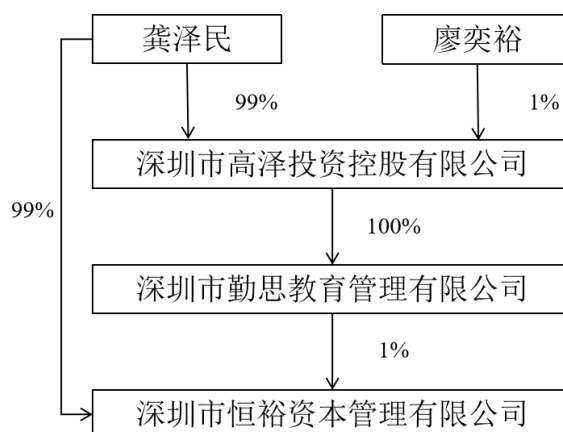 龚泽民
廖奕裕
99%
1%
深圳市高泽投资控股有限公司
99%
100%
深圳市勤思教育管理有限公司
1%
深圳市恒裕资本管理有限公司